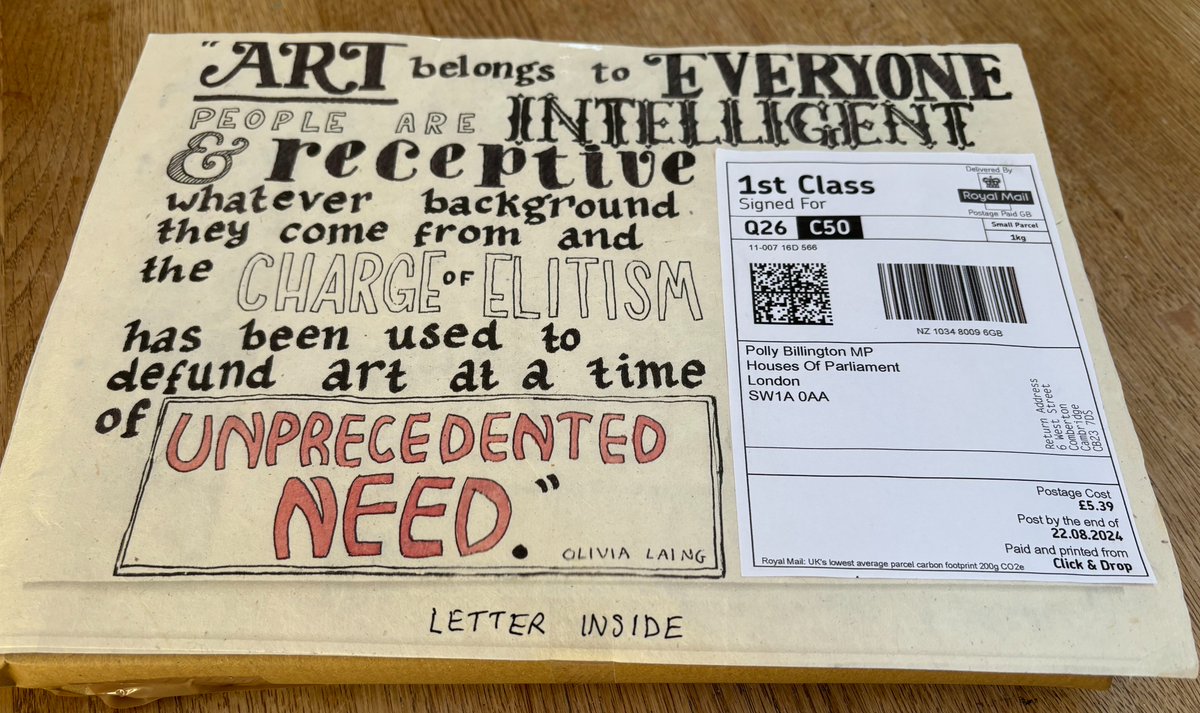 "ART belongs to EVERYONE
PEOPLE ARE INTELLIGENT
& receptive
whatever background
they come from and
the CHARGE OF ELITISM
has been used to
defund art at a time
of UNPRECEDENTED
NEED."
OLIVIA LAING
LETTER INSIDE
1st Class
Signed For
Delivered By
Royal Mail
Postage Paid GB
Q26 C50
Small Parcel
1kg
11-007 16D 566
NZ 1034 8009 6GB
Polly Billington MP
Houses Of Parliament
London
SW1A 0AA
Return Address
6 West Street
Comberton
Cambridge
CB23 7DS
Postage Cost
£5.39
Post by the end of
22.08.2024
Paid and printed from
Click & Drop
Royal Mail: UK's lowest average parcel carbon footprint 200g CO2e